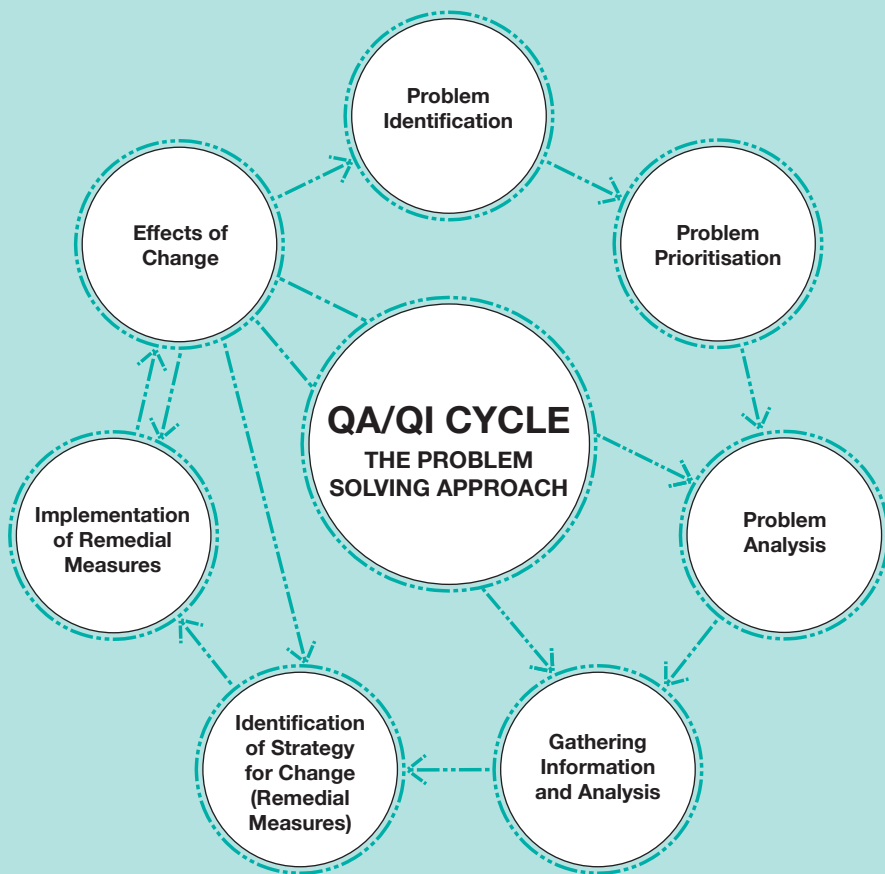 Problem
Identification
Problem
Prioritisation
Effects of
Change
QA/QI CYCLE
THE PROBLEM
SOLVING APPROACH
Problem
Analysis
Implementation
of Remedial
Measures
Gathering
Information
and Analysis
Identification
of Strategy
for Change
(Remedial
Measures)